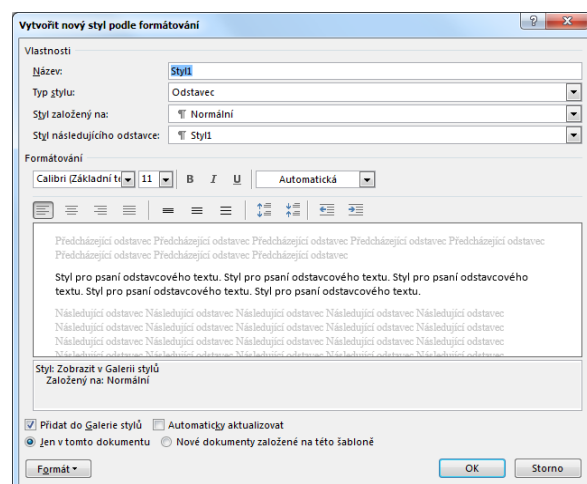 Vytvořit nový styl podle formátování
Vlastnosti
Název: Styl1
Typ stylu: Odstavec
Styl založený na: ¶ Normální
Styl následujícího odstavce: ¶ Styl1
Formátování
Calibri (Základní te 11 B I U Automatická
Předcházející odstavec Předcházející odstavec Předcházející odstavec Předcházející odstavec Předcházející odstavec
Předcházející odstavec Předcházející odstavec Předcházející odstavec
Styl pro psaní odstavcového textu. Styl pro psaní odstavcového textu. Styl pro psaní odstavcového
textu. Styl pro psaní odstavcového textu. Styl pro psaní odstavcového textu.
Následující odstavec Následující odstavec Následující odstavec Následující odstavec Následující odstavec
Následující odstavec Následující odstavec Následující odstavec Následující odstavec Následující odstavec
Následující odstavec Následující odstavec Následující odstavec Následující odstavec Následující odstavec
Následující odstavec Následující odstavec Následující odstavec Následující odstavec Následující odstavec
Styl: Zobrazit v Galerii stylů
Založený na: Normální
Přidat do Galerie stylů Automaticky aktualizovat
Jen v tomto dokumentu Nové dokumenty založené na této šabloně
Formát OK Storno